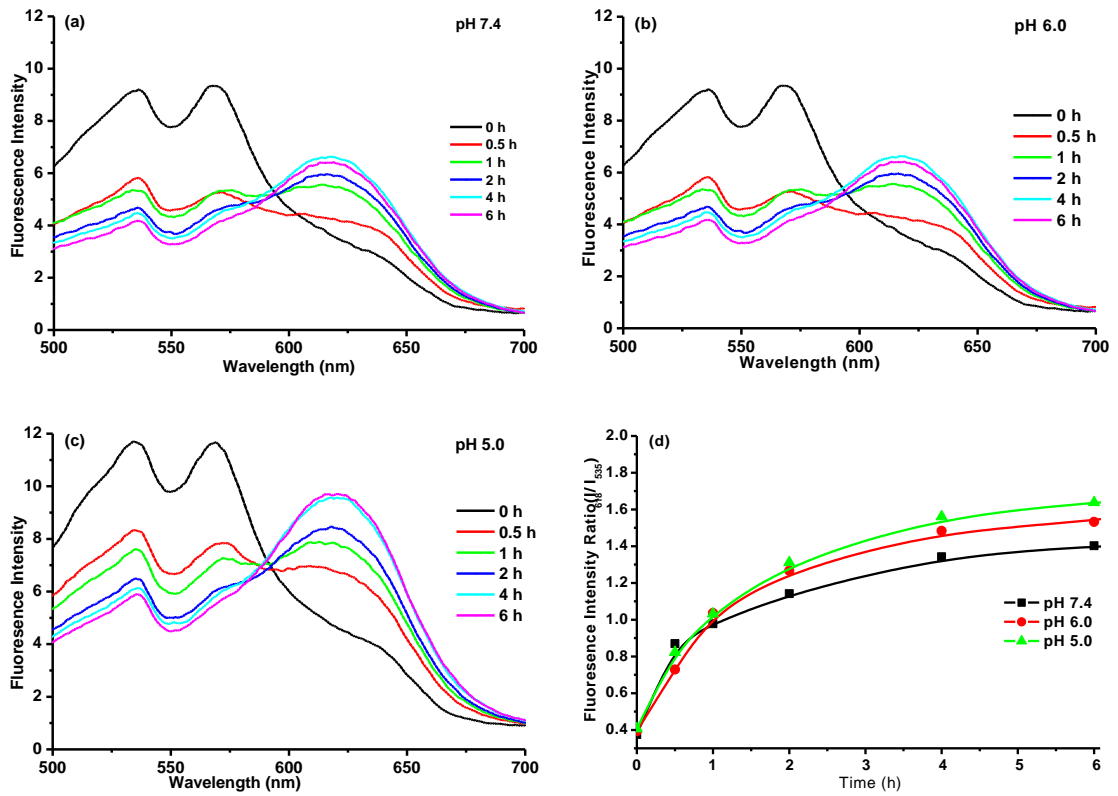 (a)
pH 7.4
Fluorescence Intensity
12
10
8
6
4
2
0
0 h
0.5 h
1 h
2 h
4 h
6 h
500
550
600
650
700
Wavelength (nm)
(b)
pH 6.0
Fluorescence Intensity
12
10
8
6
4
2
0
0 h
0.5 h
1 h
2 h
4 h
6 h
500
550
600
650
700
Wavelength (nm)
(c)
pH 5.0
Fluoresence Intensity
12
10
8
6
4
2
0
0 h
0.5 h
1 h
2 h
4 h
6 h
500
550
600
650
700
Wavelength (nm)
(d)
Fluoresence Intensity Ratio(I618/ I535)
2.0
1.8
1.6
1.4
1.2
1.0
0.8
0.6
0.4
pH 7.4
pH 6.0
pH 5.0
0
1
2
3
4
5
6
Time (h)